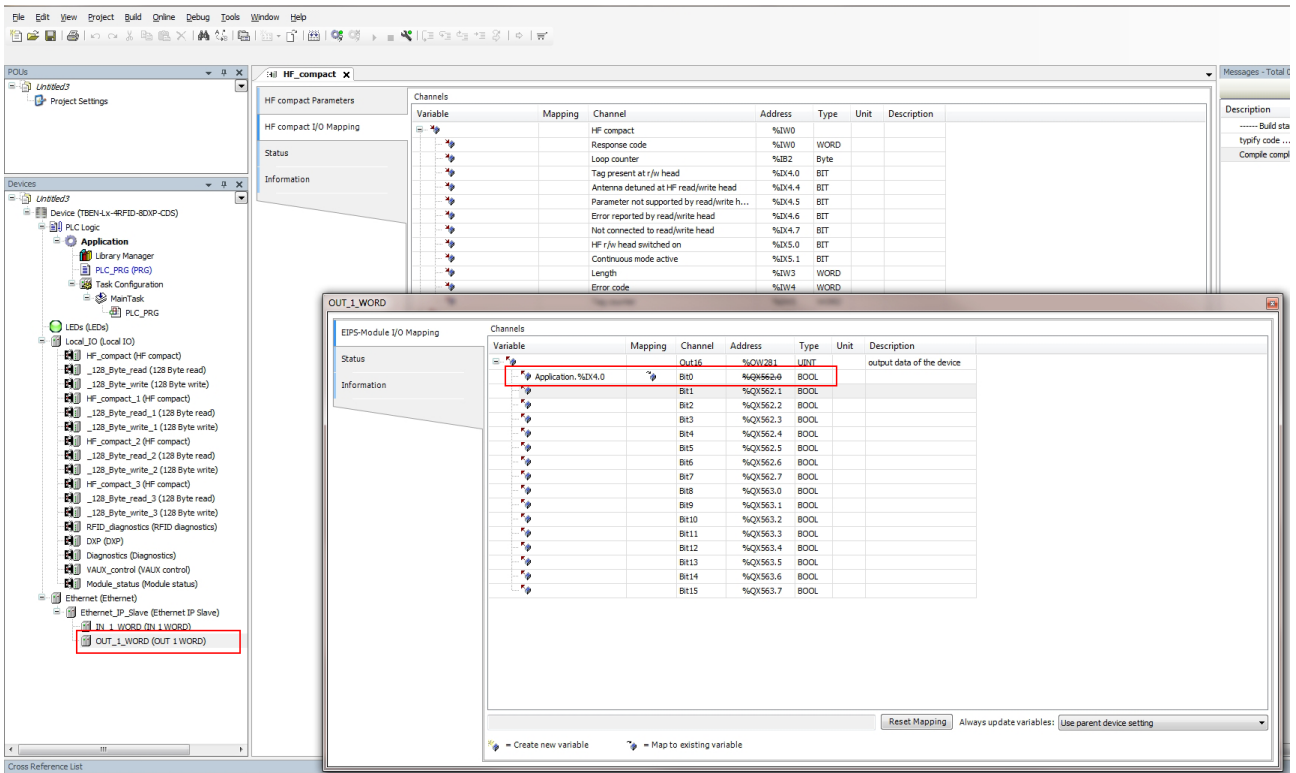 File Edit View Project Build Online Debug Tools Window Help
POUs
Untitled3
Project Settings
Devices
Untitled3
Device (TBEN-Lx-4RFID-8DXP-CDS)
PLC Logic
Application
Library Manager
PLC_PRG (PRG)
Task Configuration
MainTask
PLC_PRG
LEDs (LEDs)
Local_IO (Local IO)
HF_compact (HF compact)
_128_Byte_read (128 Byte read)
_128_Byte_write (128 Byte write)
HF_compact_1 (HF compact)
_128_Byte_read_1 (128 Byte read)
_128_Byte_write_1 (128 Byte write)
HF_compact_2 (HF compact)
_128_Byte_read_2 (128 Byte read)
_128_Byte_write_2 (128 Byte write)
HF_compact_3 (HF compact)
_128_Byte_read_3 (128 Byte read)
_128_Byte_write_3 (128 Byte write)
RFID_diagnostics (RFID diagnostics)
DXP (DXP)
Diagnostics (Diagnostics)
VAUX_control (VAUX control)
Module_status (Module status)
Ethernet (Ethernet)
Ethernet_IP_Slave (Ethernet IP Slave)
IN_1_WORD (IN 1 WORD)
OUT_1_WORD (OUT 1 WORD)
Cross Reference List
HF_compact
HF compact Parameters
HF compact I/O Mapping
Status
Information
Channels
Variable Mapping Channel Address Type Unit Description
HF compact %IW0
Response code %IW0 WORD
Loop counter %IB2 Byte
Tag present at r/w head %IX4.0 BIT
Antenna detuned at HF read/write head %IX4.4 BIT
Parameter not supported by read/write h... %IX4.5 BIT
Error reported by read/write head %IX4.6 BIT
Not connected to read/write head %IX4.7 BIT
HF r/w head switched on %IX5.0 BIT
Continuous mode active %IX5.1 BIT
Length %IW3 WORD
Error code %IW4 WORD
Messages - Total 0
Description
------ Build sta
typify code ...
Compile compl
OUT_1_WORD
EIPS-Module I/O Mapping
Status
Information
Channels
Variable Mapping Channel Address Type Unit Description
Out16 %QW281 UINT output data of the device
Application.%IX4.0 Bit0 %QX562.0 BOOL
Bit1 %QX562.1 BOOL
Bit2 %QX562.2 BOOL
Bit3 %QX562.3 BOOL
Bit4 %QX562.4 BOOL
Bit5 %QX562.5 BOOL
Bit6 %QX562.6 BOOL
Bit7 %QX562.7 BOOL
Bit8 %QX563.0 BOOL
Bit9 %QX563.1 BOOL
Bit10 %QX563.2 BOOL
Bit11 %QX563.3 BOOL
Bit12 %QX563.4 BOOL
Bit13 %QX563.5 BOOL
Bit14 %QX563.6 BOOL
Bit15 %QX563.7 BOOL
Reset Mapping Always update variables: Use parent device setting
= Create new variable = Map to existing variable